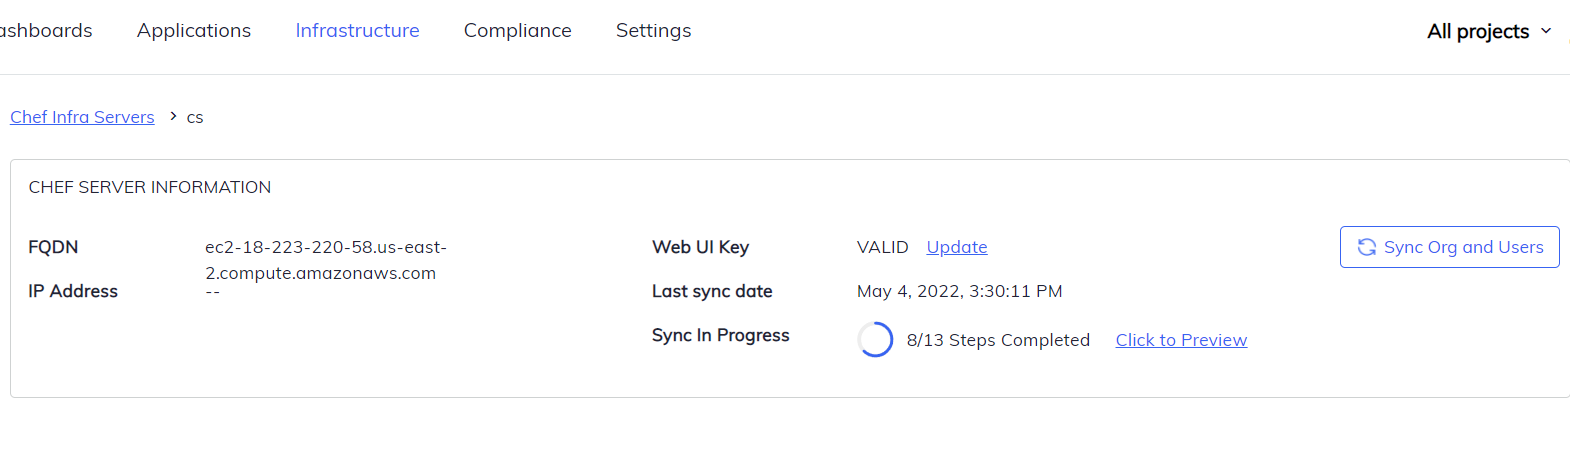 ashboards Applications Infrastructure Compliance Settings All projects
Chef Infra Servers > cs
CHEF SERVER INFORMATION
FQDN ec2-18-223-220-58.us-east-
2.compute.amazonaws.com
IP Address --
Web UI Key VALID Update
Last sync date May 4, 2022, 3:30:11 PM
Sync In Progress 8/13 Steps Completed Click to Preview
Sync Org and Users